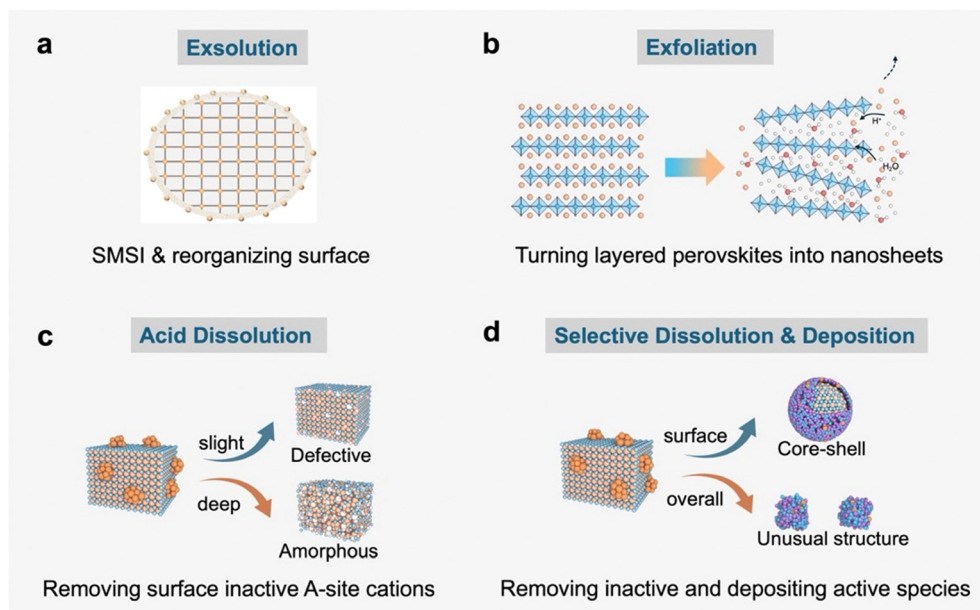 a
Exsolution
SMSI & reorganizing surface
b
Exfoliation
H⁺
H₂O
Turning layered perovskites into nanosheets
c
Acid Dissolution
slight
Defective
deep
Amorphous
Removing surface inactive A-site cations
d
Selective Dissolution & Deposition
surface
Core-shell
overall
Unusual structure
Removing inactive and depositing active species